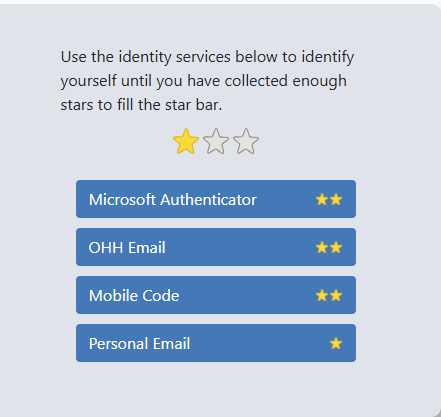 Use the identity services below to identify
yourself until you have collected enough
stars to fill the star bar.
Microsoft Authenticator
OHH Email
Mobile Code
Personal Email